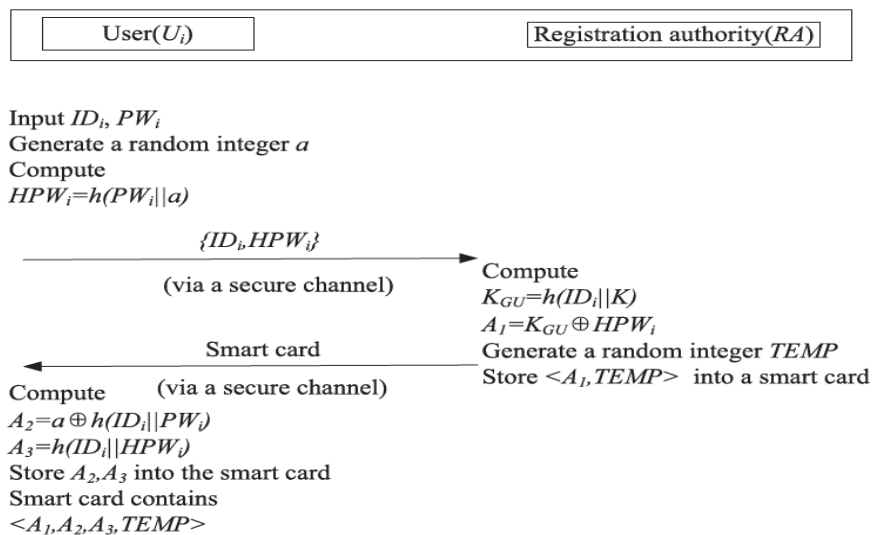 User(Ui)
Registration authority(RA)
Input IDi, PWi
Generate a random integer a
Compute
HPWi=h(PWi||a)
{IDi,HPWi}
(via a secure channel)
Compute
KGU=h(IDi||K)
A1=KGU⊕HPWi
Generate a random integer TEMP
Store <A1,TEMP> into a smart card
Smart card
(via a secure channel)
Compute
A2=a⊕h(IDi||PWi)
A3=h(IDi||HPWi)
Store A2,A3 into the smart card
Smart card contains
<A1,A2,A3,TEMP>